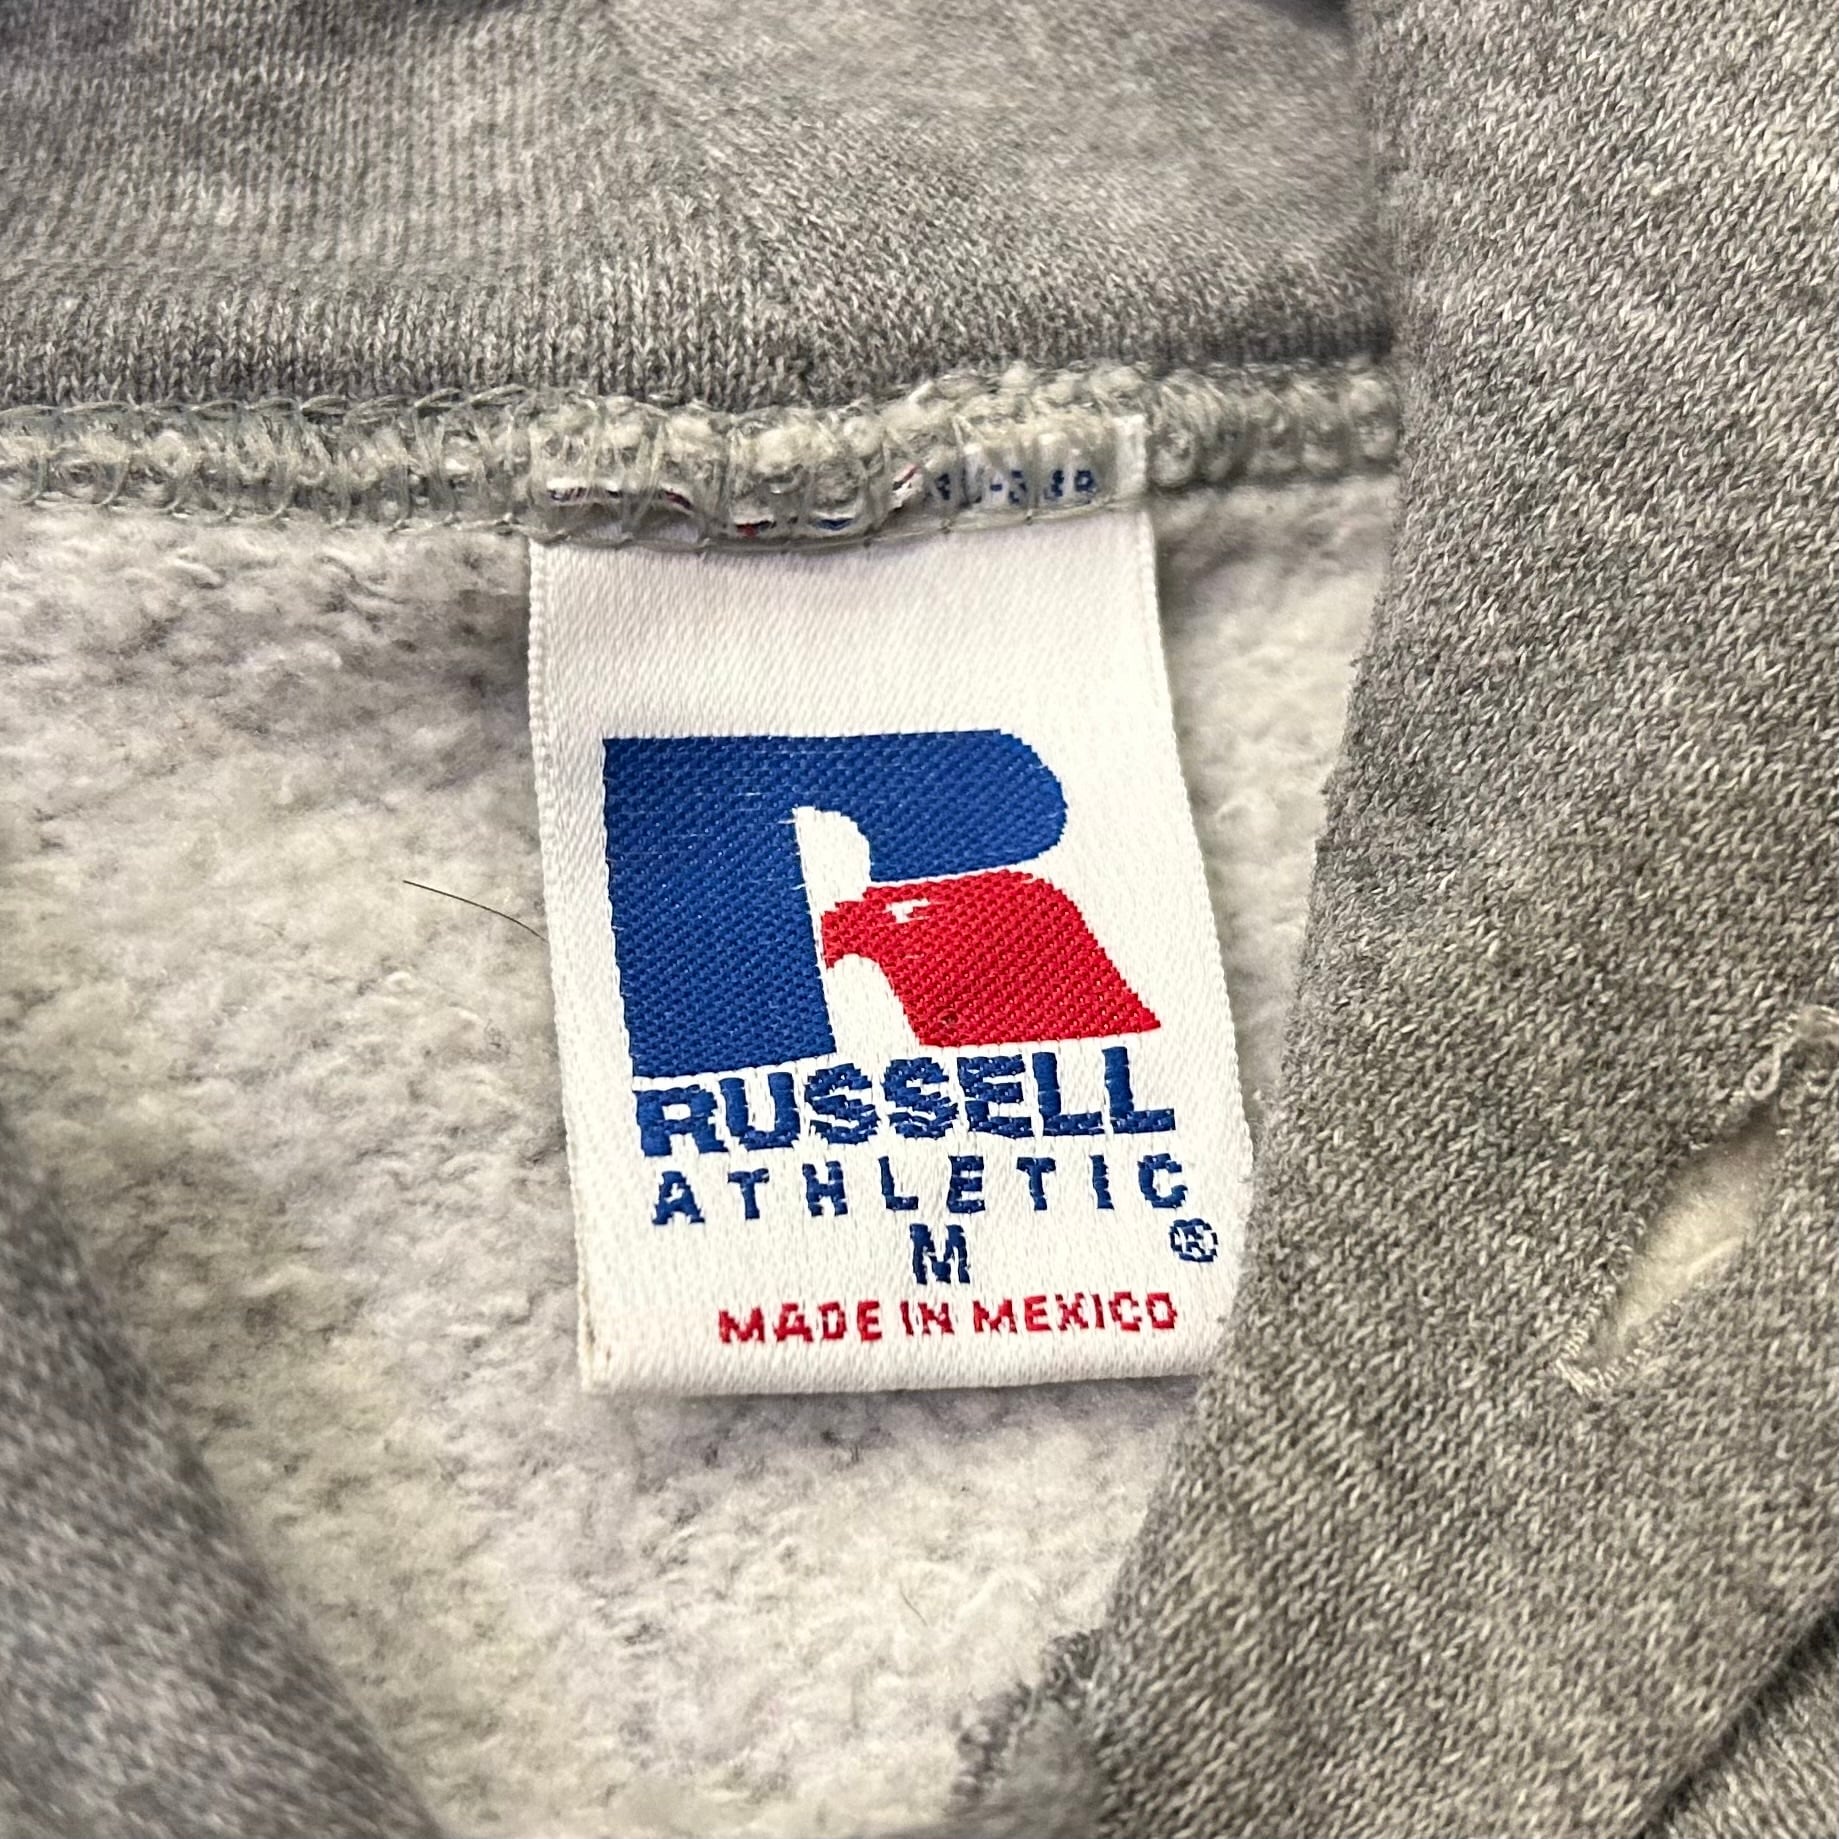 RUSSELL
ATHLETIC
M ®
MADE IN MEXICO